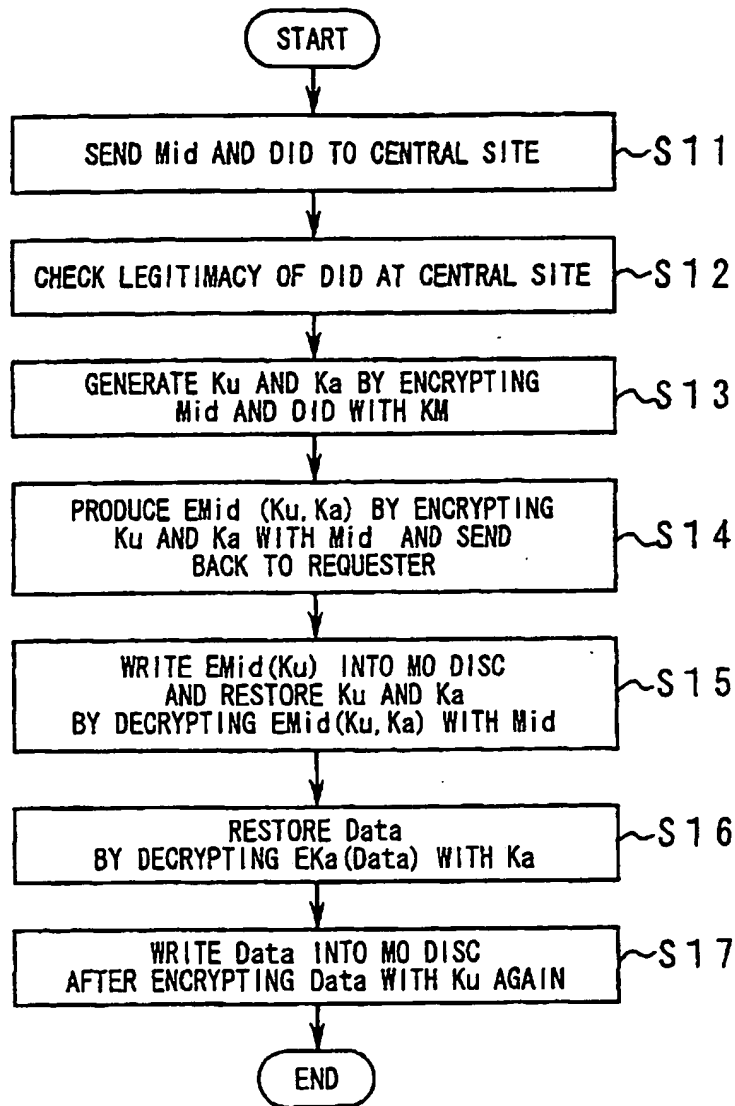 START
SEND Mid AND DID TO CENTRAL SITE
S11
CHECK LEGITIMACY OF DID AT CENTRAL SITE
S12
GENERATE Ku AND Ka BY ENCRYPTING
Mid AND DID WITH KM
S13
PRODUCE EMid (Ku, Ka) BY ENCRYPTING
Ku AND Ka WITH Mid AND SEND
BACK TO REQUESTER
S14
WRITE EMid(Ku) INTO MO DISC
AND RESTORE Ku AND Ka
BY DECRYPTING EMid(Ku, Ka) WITH Mid
S15
RESTORE Data
BY DECRYPTING EKa(Data) WITH Ka
S16
WRITE Data INTO MO DISC
AFTER ENCRYPTING Data WITH Ku AGAIN
S17
END